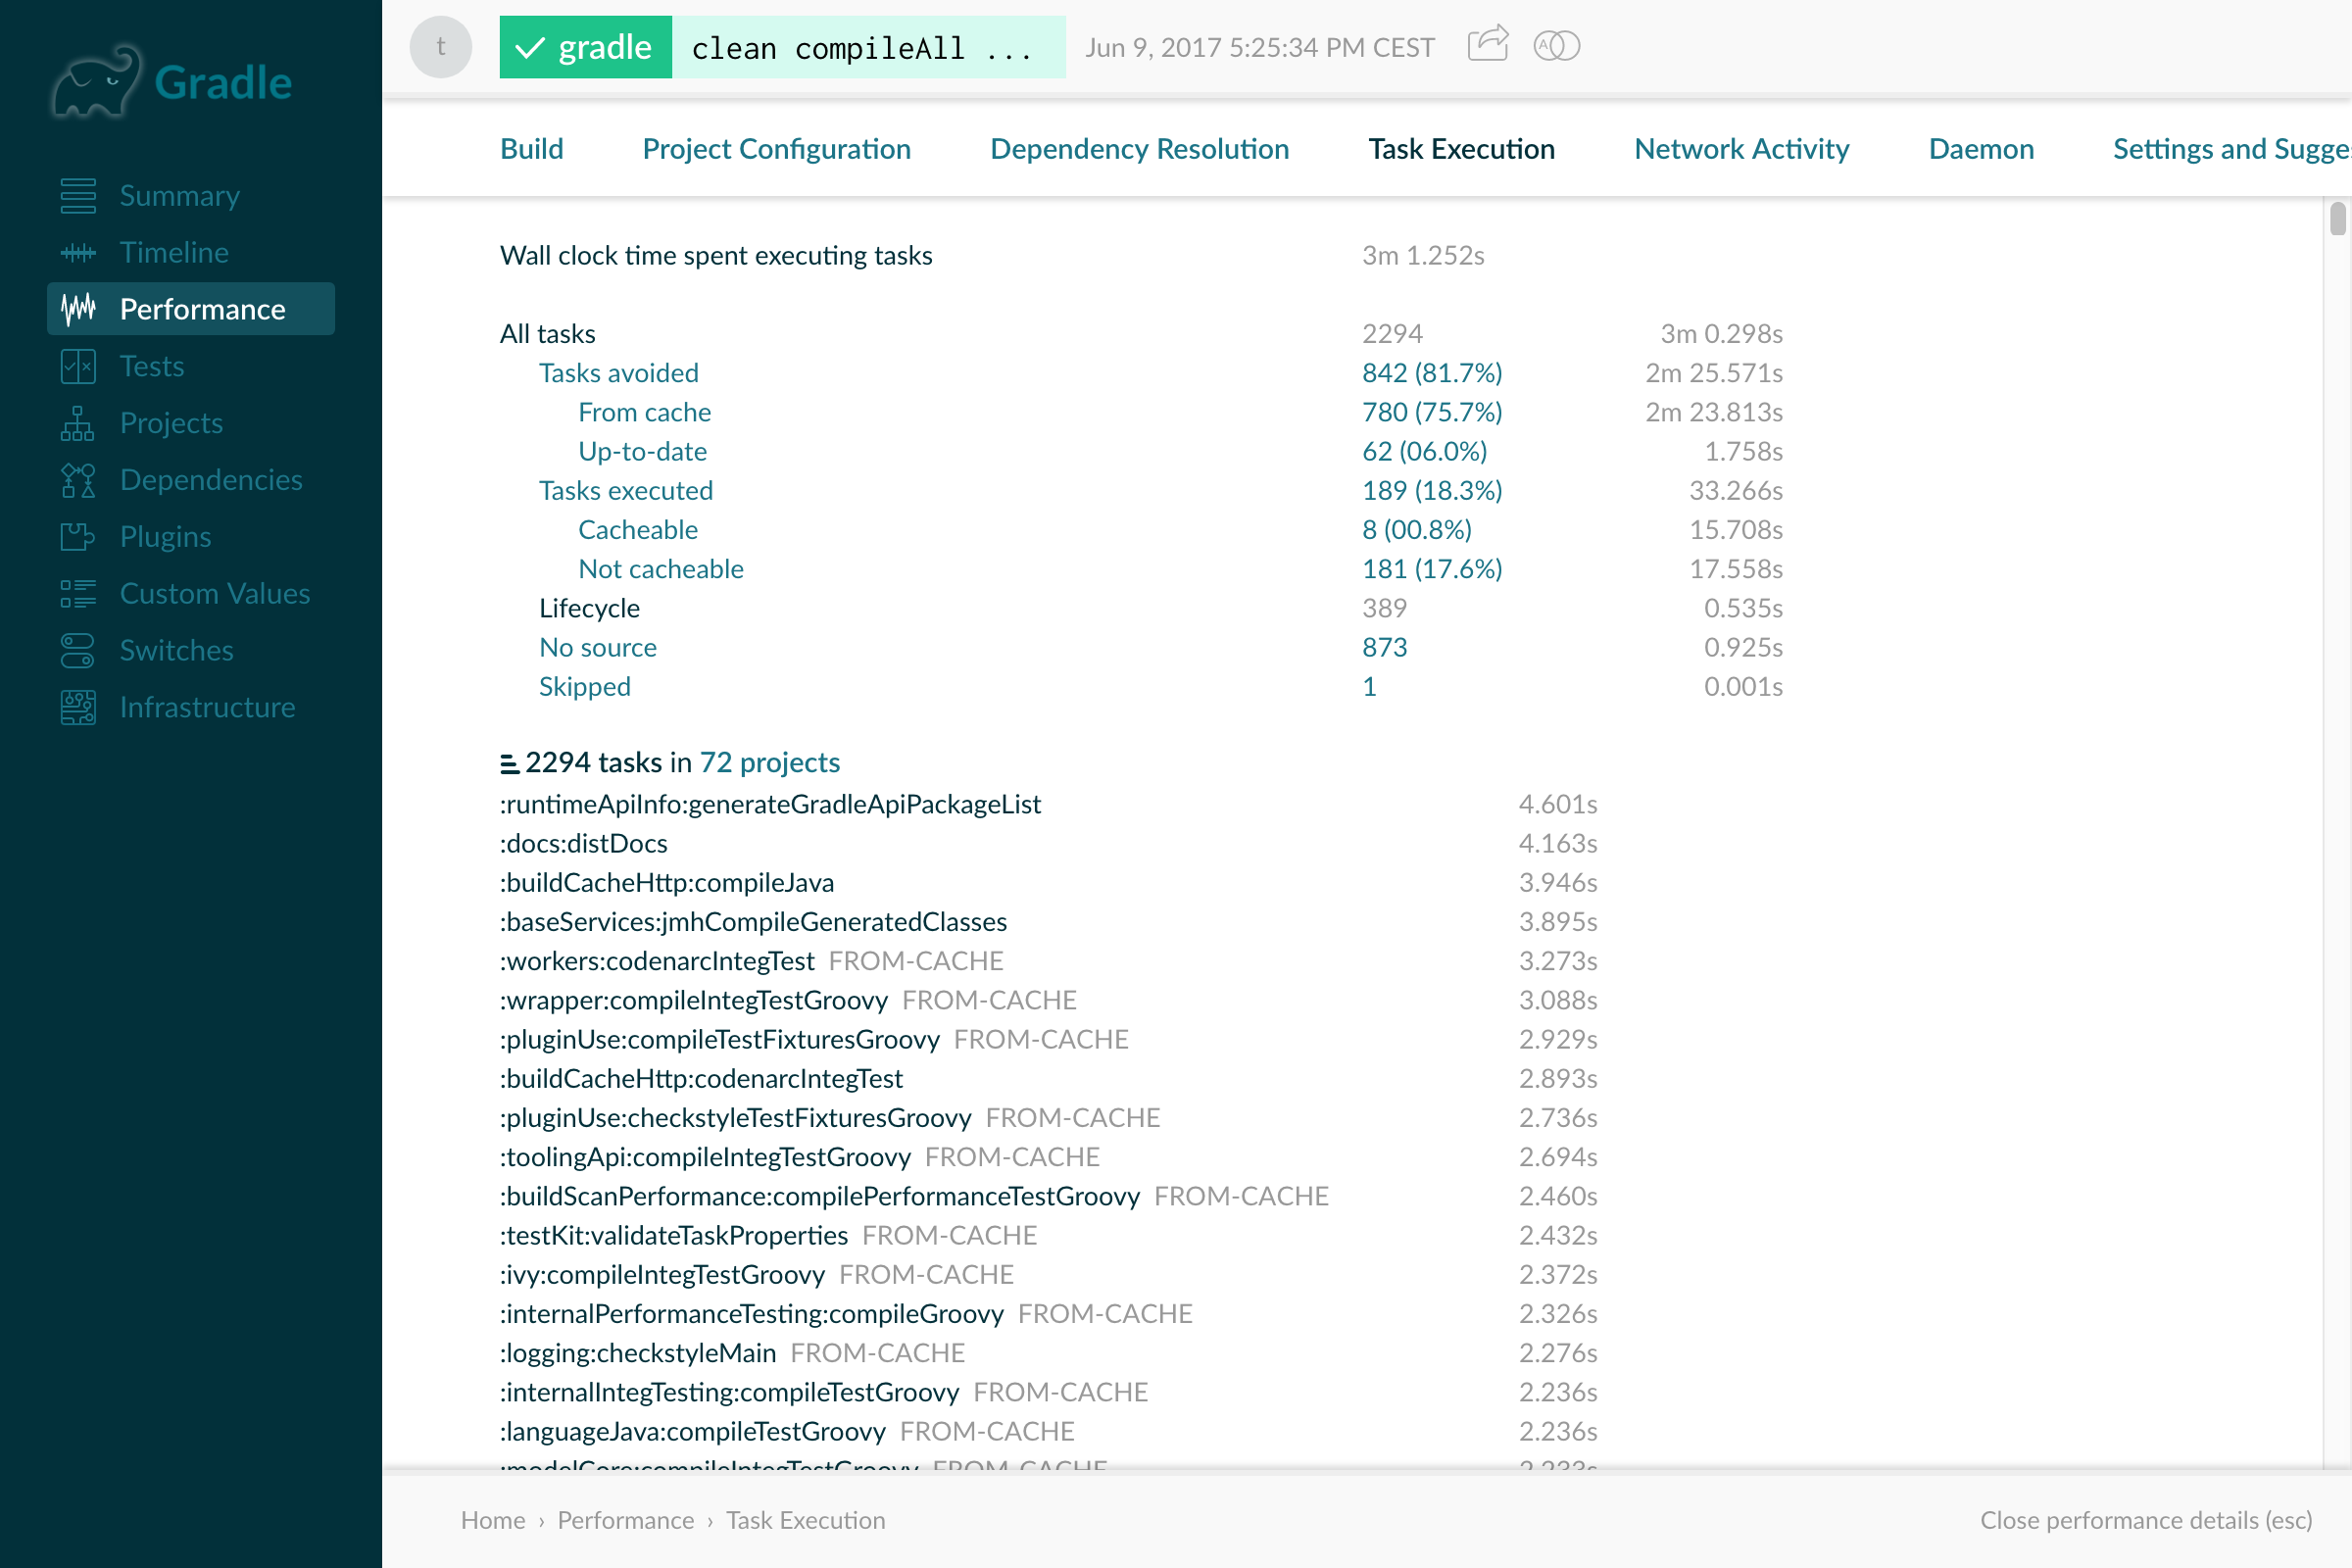 Gradle
Summary
Timeline
Performance
Tests
Projects
Dependencies
Plugins
Custom Values
Switches
Infrastructure
t
gradle clean compileAll ... Jun 9, 2017 5:25:34 PM CEST
Build Project Configuration Dependency Resolution Task Execution Network Activity Daemon Settings and Sugge
Wall clock time spent executing tasks 3m 1.252s
All tasks 2294 3m 0.298s
Tasks avoided 842 (81.7%) 2m 25.571s
From cache 780 (75.7%) 2m 23.813s
Up-to-date 62 (06.0%) 1.758s
Tasks executed 189 (18.3%) 33.266s
Cacheable 8 (00.8%) 15.708s
Not cacheable 181 (17.6%) 17.558s
Lifecycle 389 0.535s
No source 873 0.925s
Skipped 1 0.001s
2294 tasks in 72 projects
:runtimeApiInfo:generateGradleApiPackageList 4.601s
:docs:distDocs 4.163s
:buildCacheHttp:compileJava 3.946s
:baseServices:jmhCompileGeneratedClasses 3.895s
:workers:codenarcIntegTest FROM-CACHE 3.273s
:wrapper:compileIntegTestGroovy FROM-CACHE 3.088s
:pluginUse:compileTestFixturesGroovy FROM-CACHE 2.929s
:buildCacheHttp:codenarcIntegTest 2.893s
:pluginUse:checkstyleTestFixturesGroovy FROM-CACHE 2.736s
:toolingApi:compileIntegTestGroovy FROM-CACHE 2.694s
:buildScanPerformance:compilePerformanceTestGroovy FROM-CACHE 2.460s
:testKit:validateTaskProperties FROM-CACHE 2.432s
:ivy:compileIntegTestGroovy FROM-CACHE 2.372s
:internalPerformanceTesting:compileGroovy FROM-CACHE 2.326s
:logging:checkstyleMain FROM-CACHE 2.276s
:internalIntegTesting:compileTestGroovy FROM-CACHE 2.236s
:languageJava:compileTestGroovy FROM-CACHE 2.236s
:modelCore:compileIntegTestGroovy FROM-CACHE 2.233s
Home › Performance › Task Execution
Close performance details (esc)